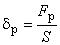 δₚ = Fₚ / S